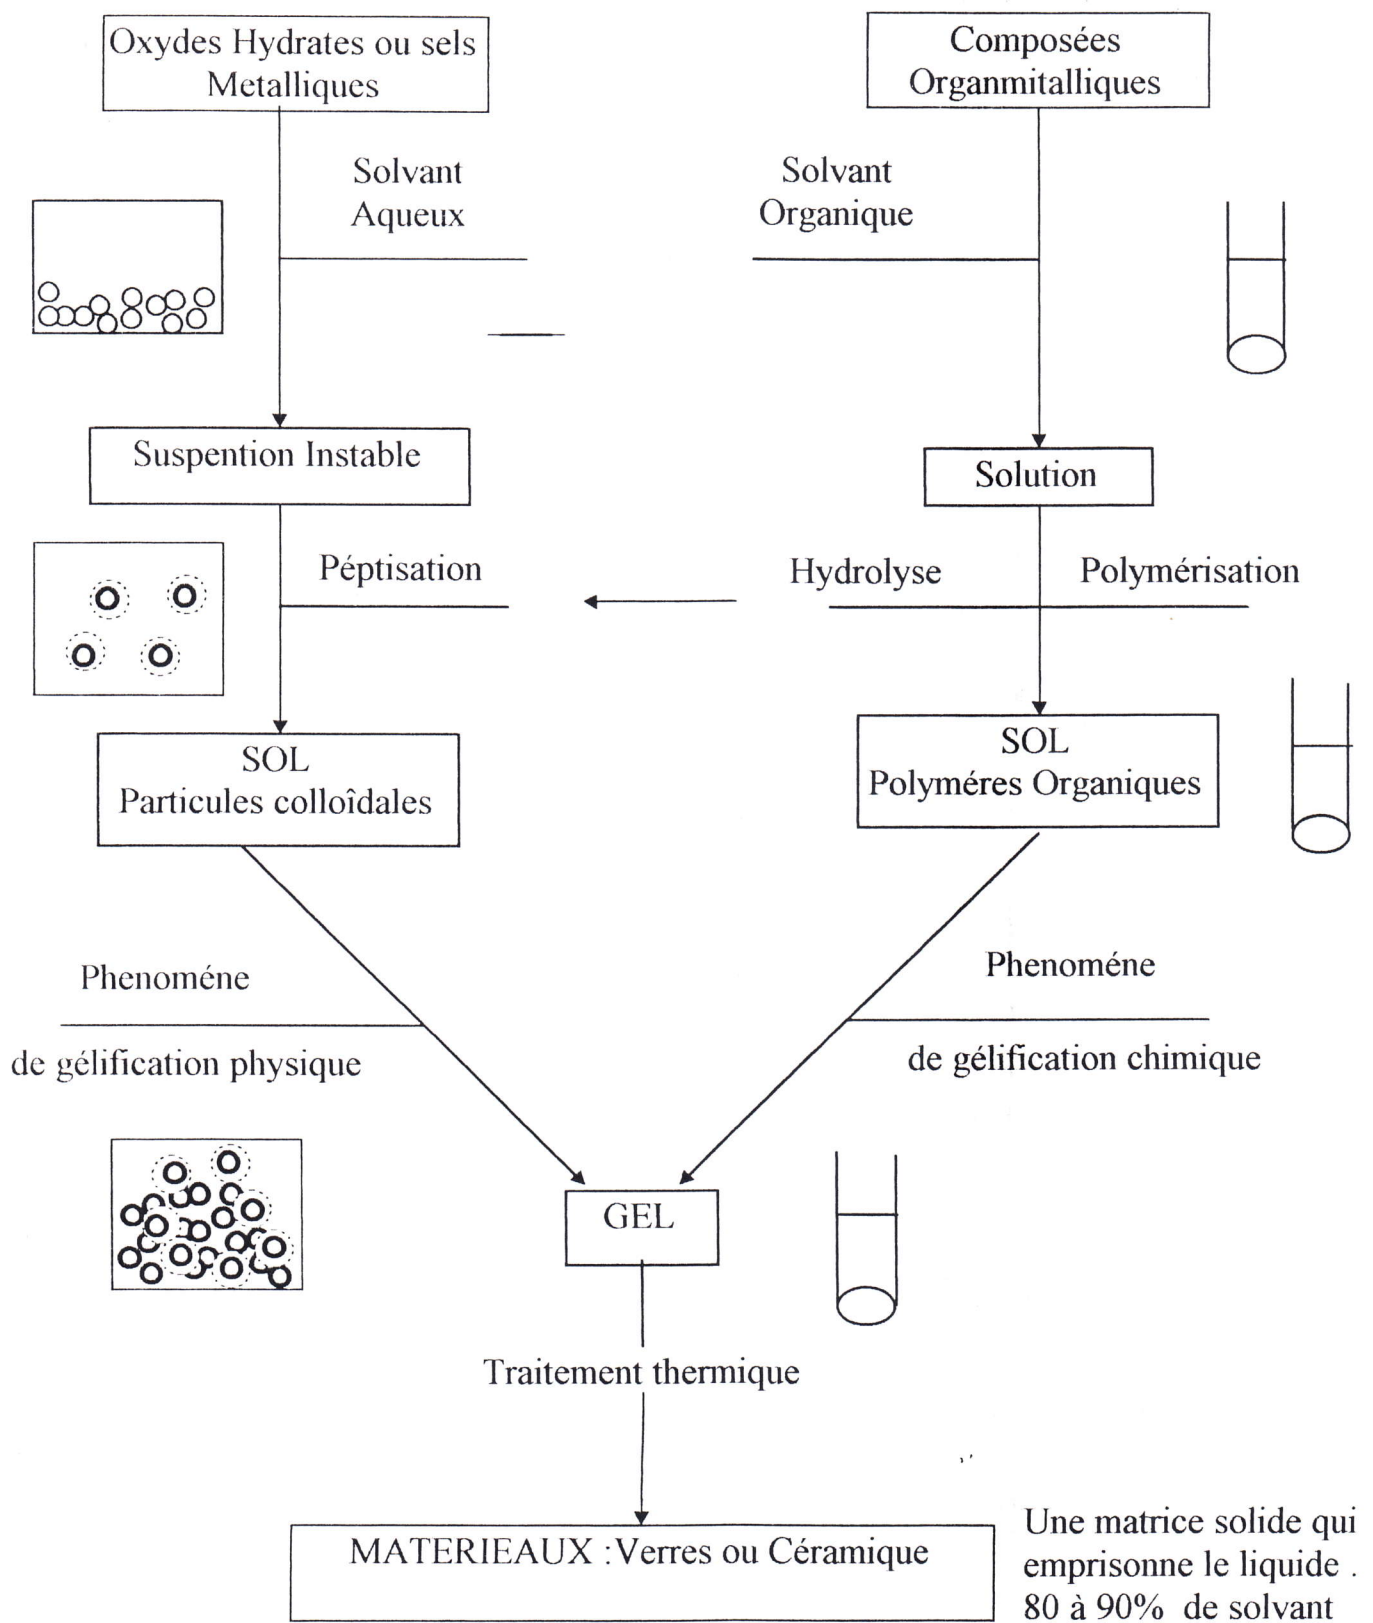 Oxydes Hydrates ou sels
Metalliques
Composées
Organmitalliques
Solvant
Aqueux
Solvant
Organique
Suspention Instable
Solution
Péptisation
Hydrolyse
Polymérisation
SOL
Particules colloîdales
SOL
Polyméres Organiques
Phenoméne
de gélification physique
Phenoméne
de gélification chimique
GEL
Traitement thermique
MATERIEAUX :Verres ou Céramique
Une matrice solide qui
emprisonne le liquide .
80 à 90% de solvant